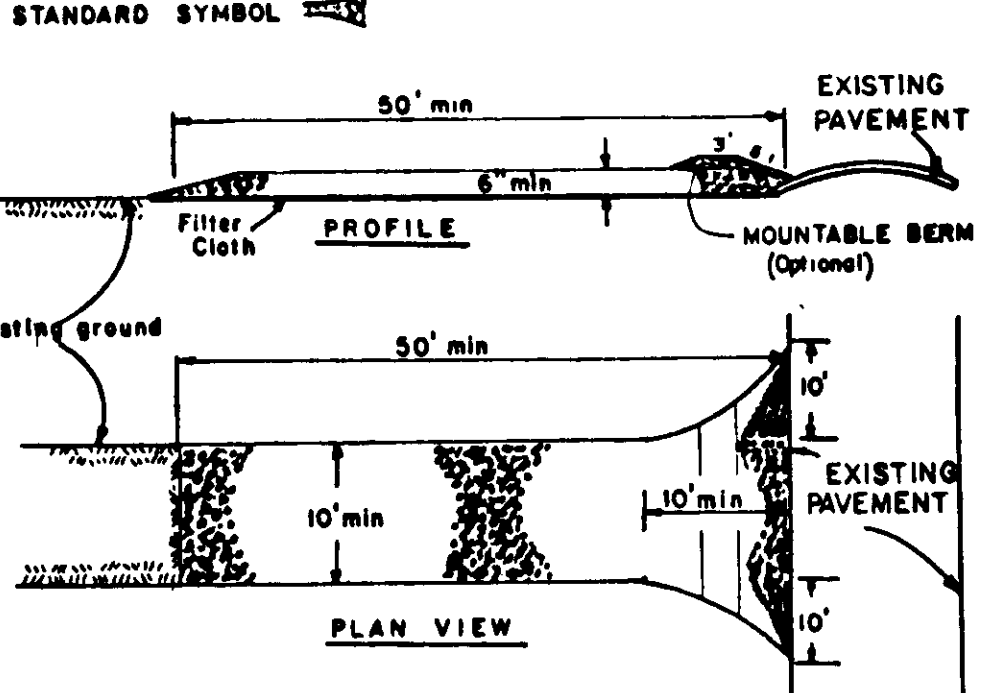 STANDARD SYMBOL
50' min
EXISTING
PAVEMENT
3'
6" min
Filter
Cloth
PROFILE
MOUNTABLE BERM
(Optional)
sting ground
50' min
10'
EXISTING
PAVEMENT
10' min
10' min
10'
PLAN VIEW